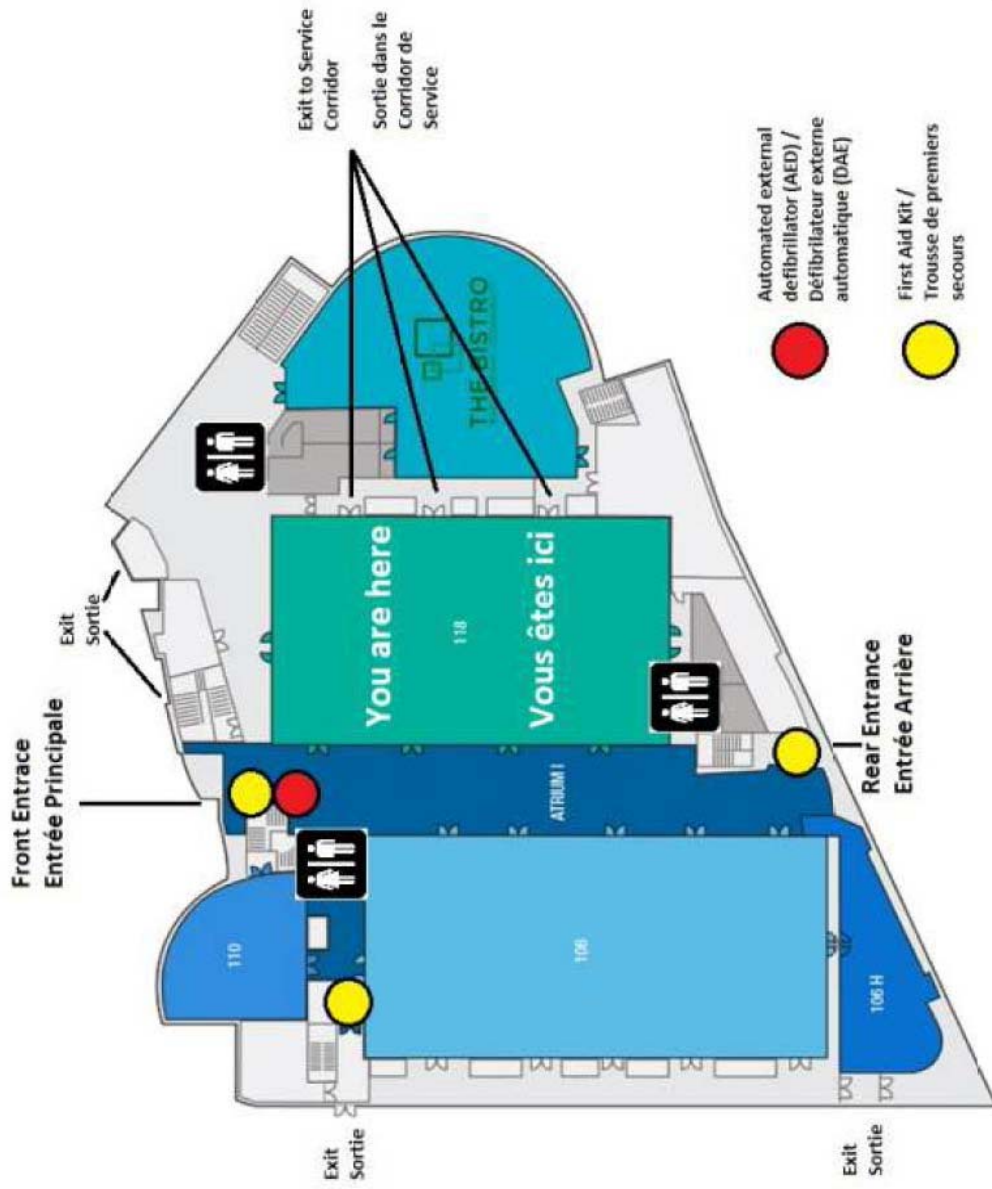 Front Entrace
Entrée Principale
Exit
Sortie
Exit to Service
Corridor
Sortie dans le
Corridor de
Service
110
You are here
118
Vous êtes ici
ATRIUM I
THE BISTRO
106
106 H
Rear Entrance
Entrée Arrière
Exit
Sortie
Exit
Sortie
Automated external
defibrillator (AED) /
Défibrilateur externe
automatique (DAE)
First Aid Kit /
Trousse de premiers
secours